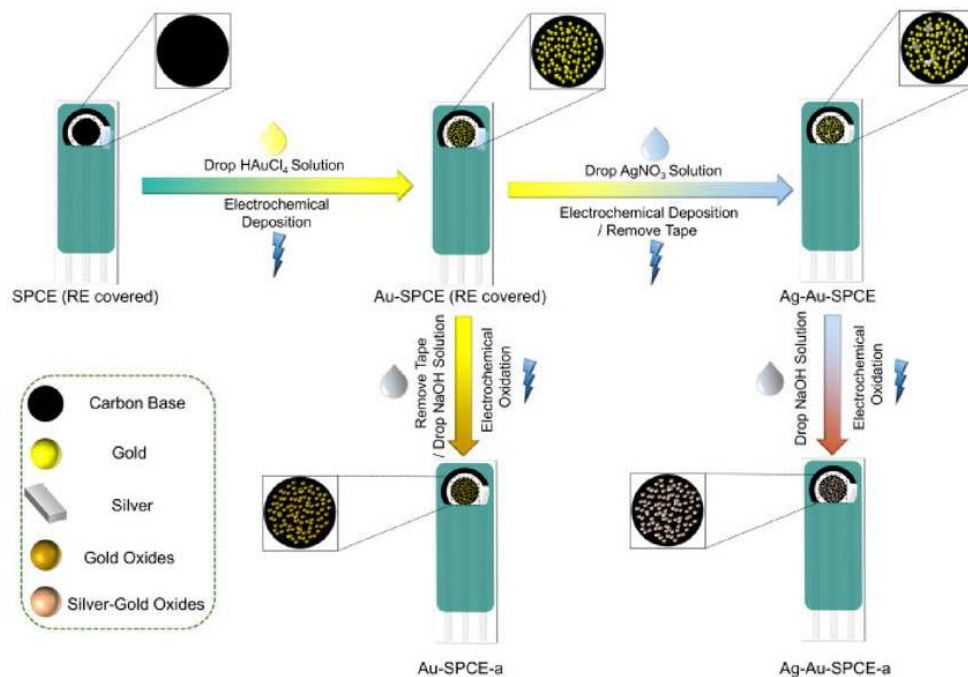 Drop HAuCl₄ Solution
Electrochemical
Deposition
Drop AgNO₃ Solution
Electrochemical Deposition
/ Remove Tape
SPCE (RE covered)
Au-SPCE (RE covered)
Ag-Au-SPCE
Remove Tape
/ Drop NaOH Solution
Electrochemical
Oxidation
Drop NaOH Solution
Electrochemical
Oxidation
Carbon Base
Gold
Silver
Gold Oxides
Silver-Gold Oxides
Au-SPCE-a
Ag-Au-SPCE-a